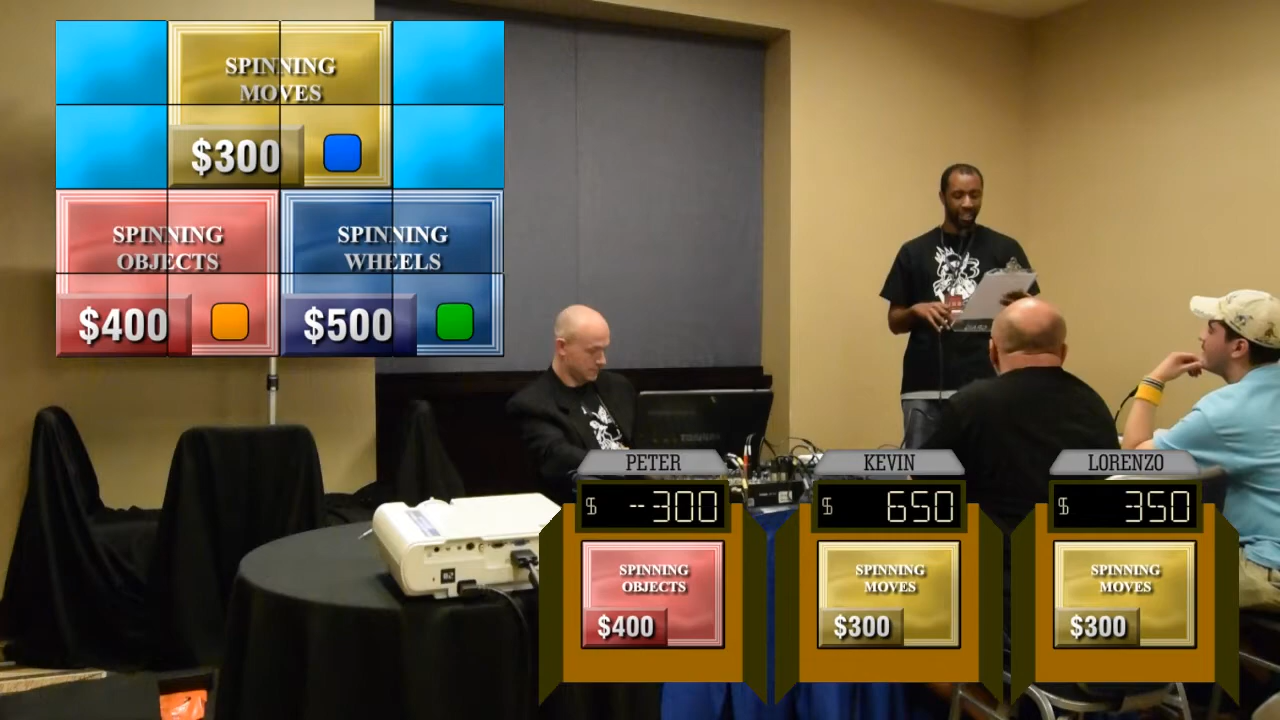 SPINNING
MOVES
$300
SPINNING
OBJECTS
$400
SPINNING
WHEELS
$500
PETER
$ -300
SPINNING
OBJECTS
$400
KEVIN
$ 650
SPINNING
MOVES
$300
LORENZO
$ 350
SPINNING
MOVES
$300